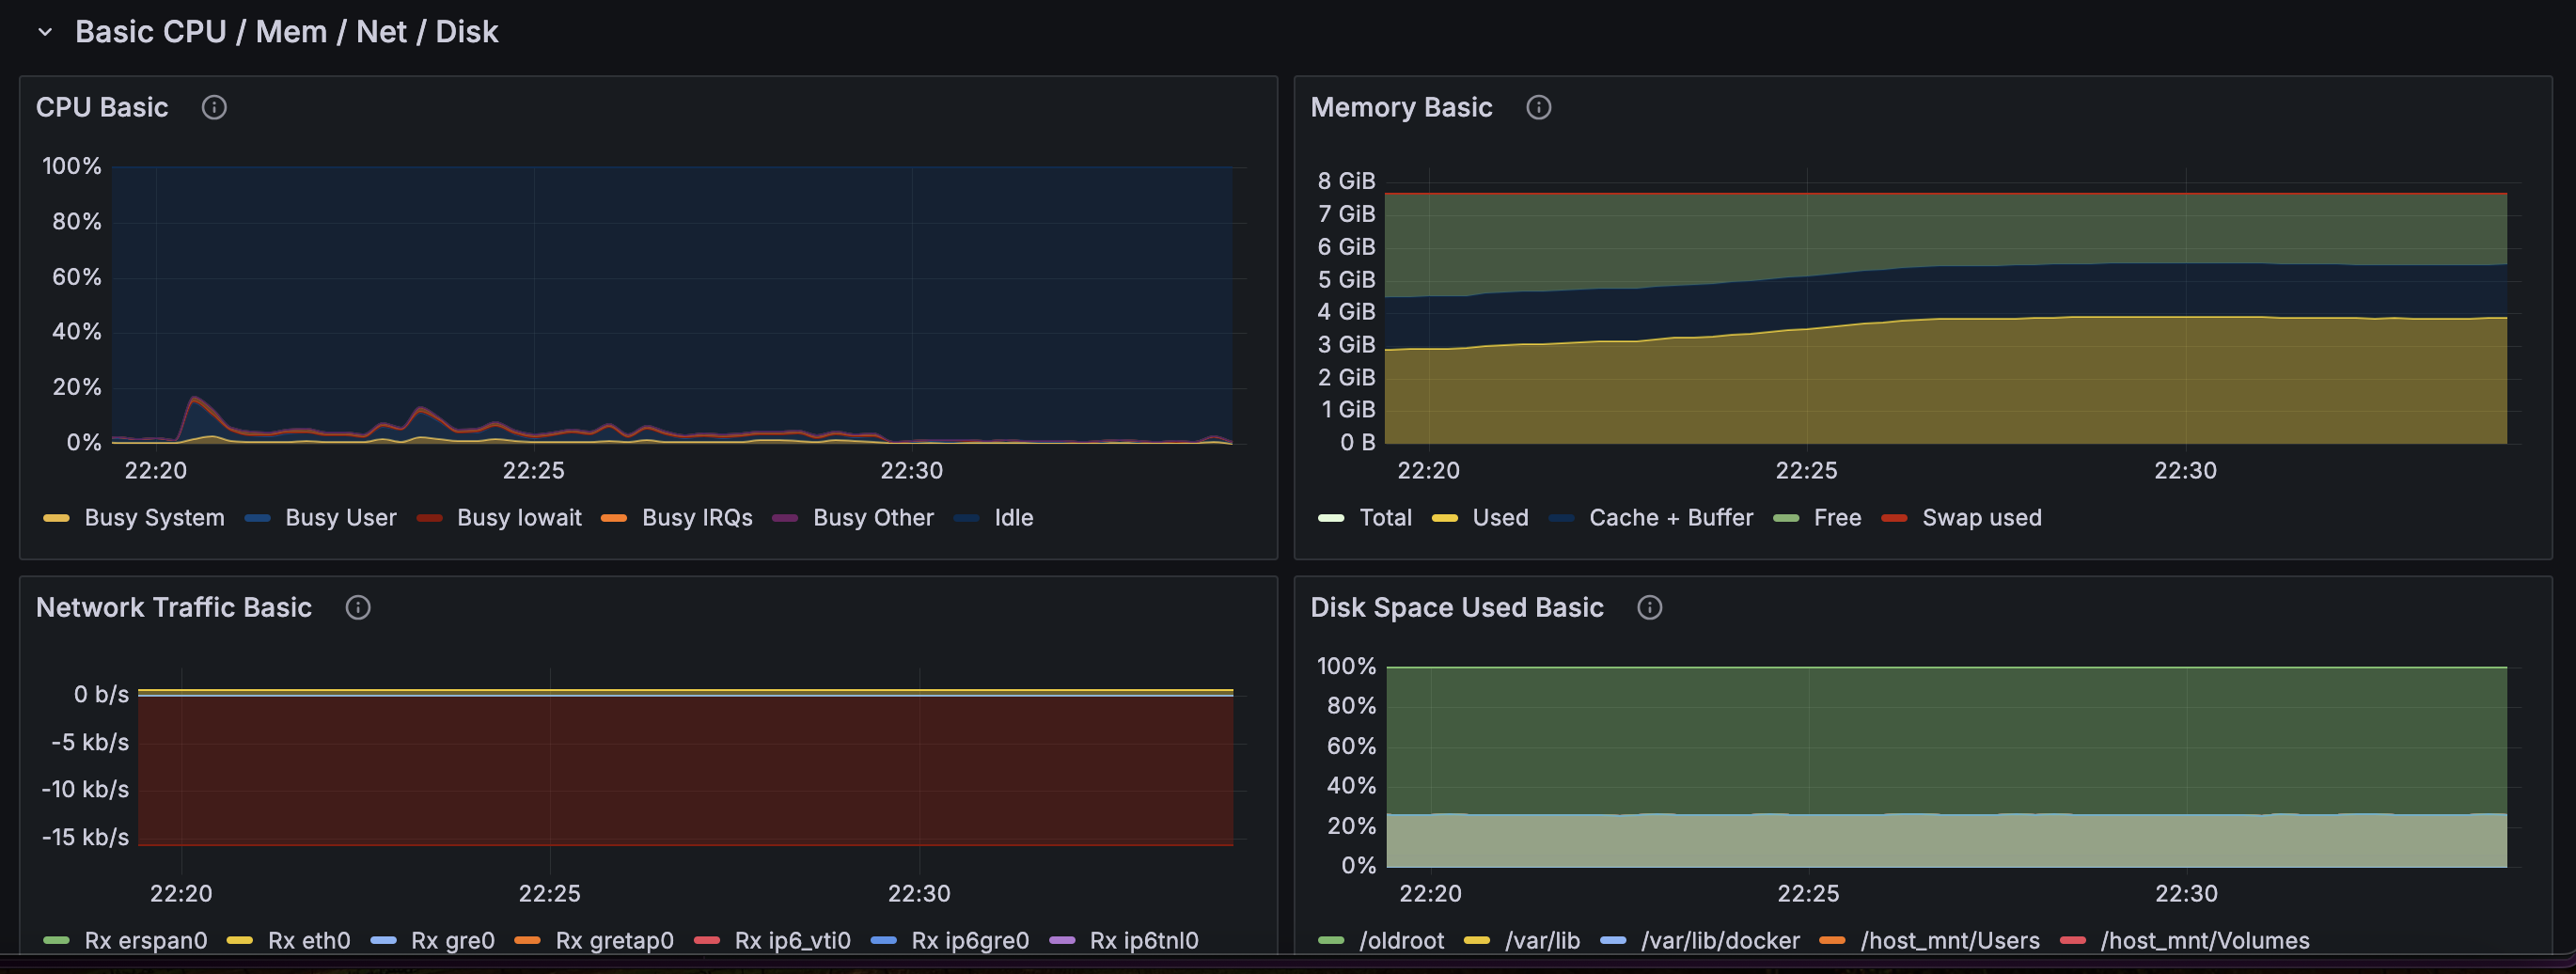 Basic CPU / Mem / Net / Disk
CPU Basic
100%
80%
60%
40%
20%
0%
22:20 22:25 22:30
Busy System Busy User Busy Iowait Busy IRQs Busy Other Idle
Memory Basic
8 GiB
7 GiB
6 GiB
5 GiB
4 GiB
3 GiB
2 GiB
1 GiB
0 B
22:20 22:25 22:30
Total Used Cache + Buffer Free Swap used
Network Traffic Basic
0 b/s
-5 kb/s
-10 kb/s
-15 kb/s
22:20 22:25 22:30
Rx erspan0 Rx eth0 Rx gre0 Rx gretap0 Rx ip6_vti0 Rx ip6gre0 Rx ip6tnl0
Disk Space Used Basic
100%
80%
60%
40%
20%
0%
22:20 22:25 22:30
/oldroot /var/lib /var/lib/docker /host_mnt/Users /host_mnt/Volumes